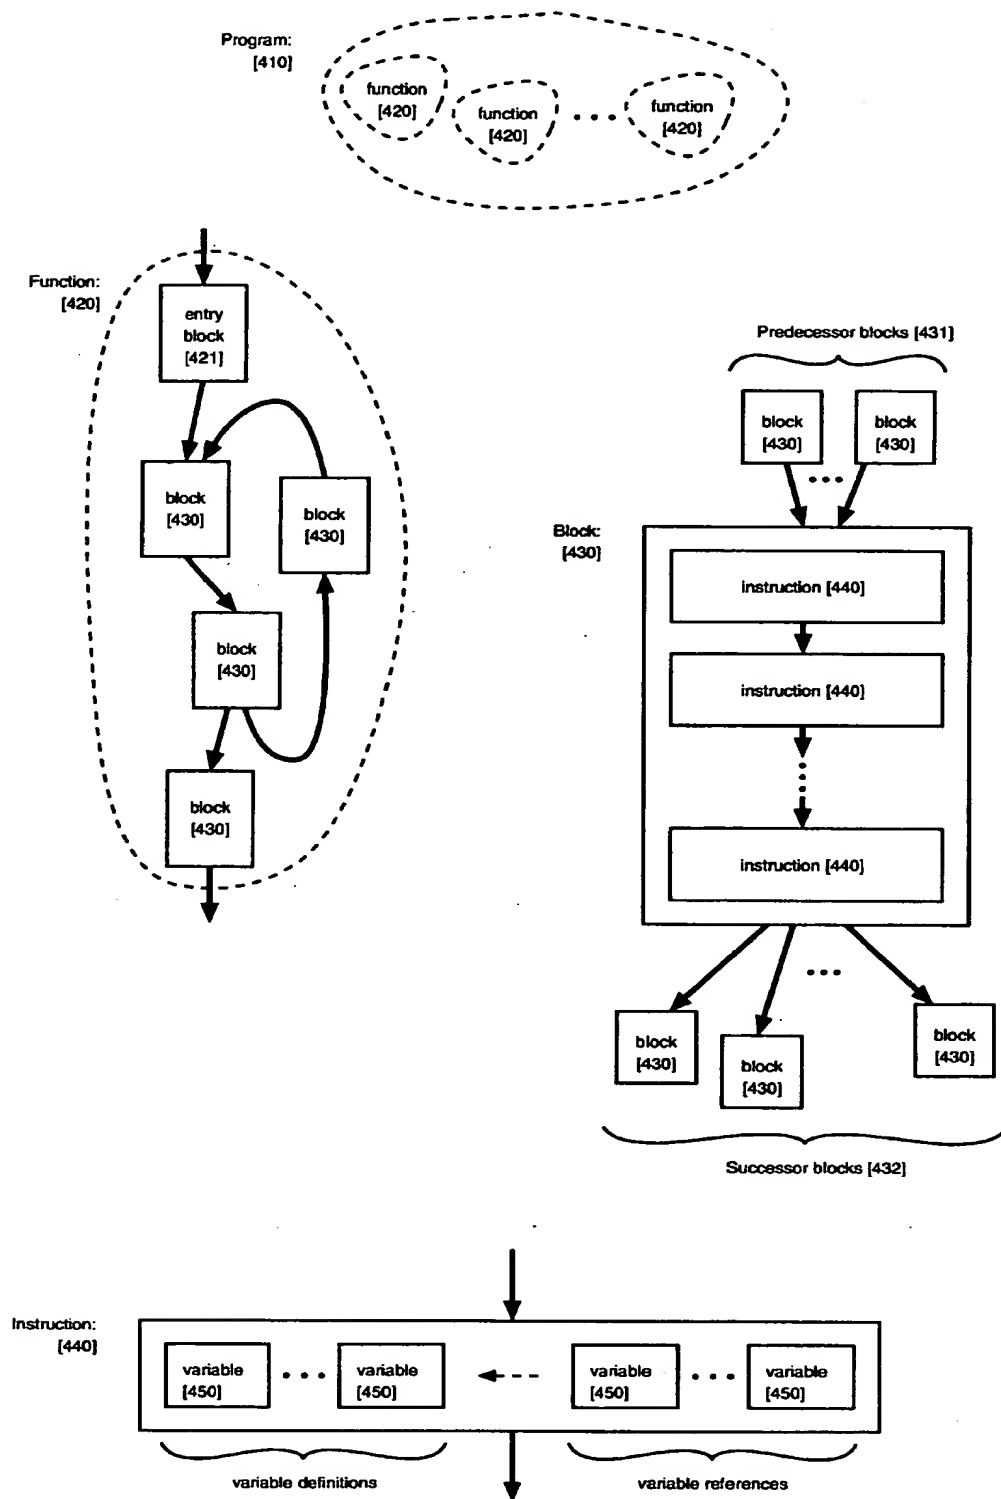 Program:
[410]
function
[420]
function
[420]
function
[420]
Function:
[420]
entry
block
[421]
block
[430]
block
[430]
block
[430]
block
[430]
Predecessor blocks [431]
block
[430]
block
[430]
Block:
[430]
instruction [440]
instruction [440]
instruction [440]
block
[430]
block
[430]
block
[430]
Successor blocks [432]
Instruction:
[440]
variable
[450]
variable
[450]
variable
[450]
variable
[450]
variable definitions
variable references